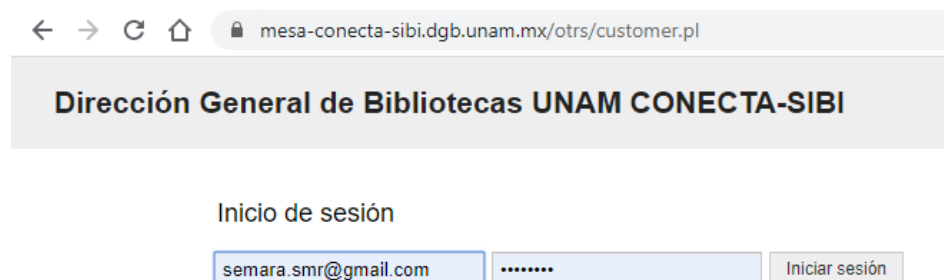 mesa-conecta-sibi.dgb.unam.mx/otrs/customer.pl
Dirección General de Bibliotecas UNAM CONECTA-SIBI
Inicio de sesión
semara.smr@gmail.com •••••••• Iniciar sesión